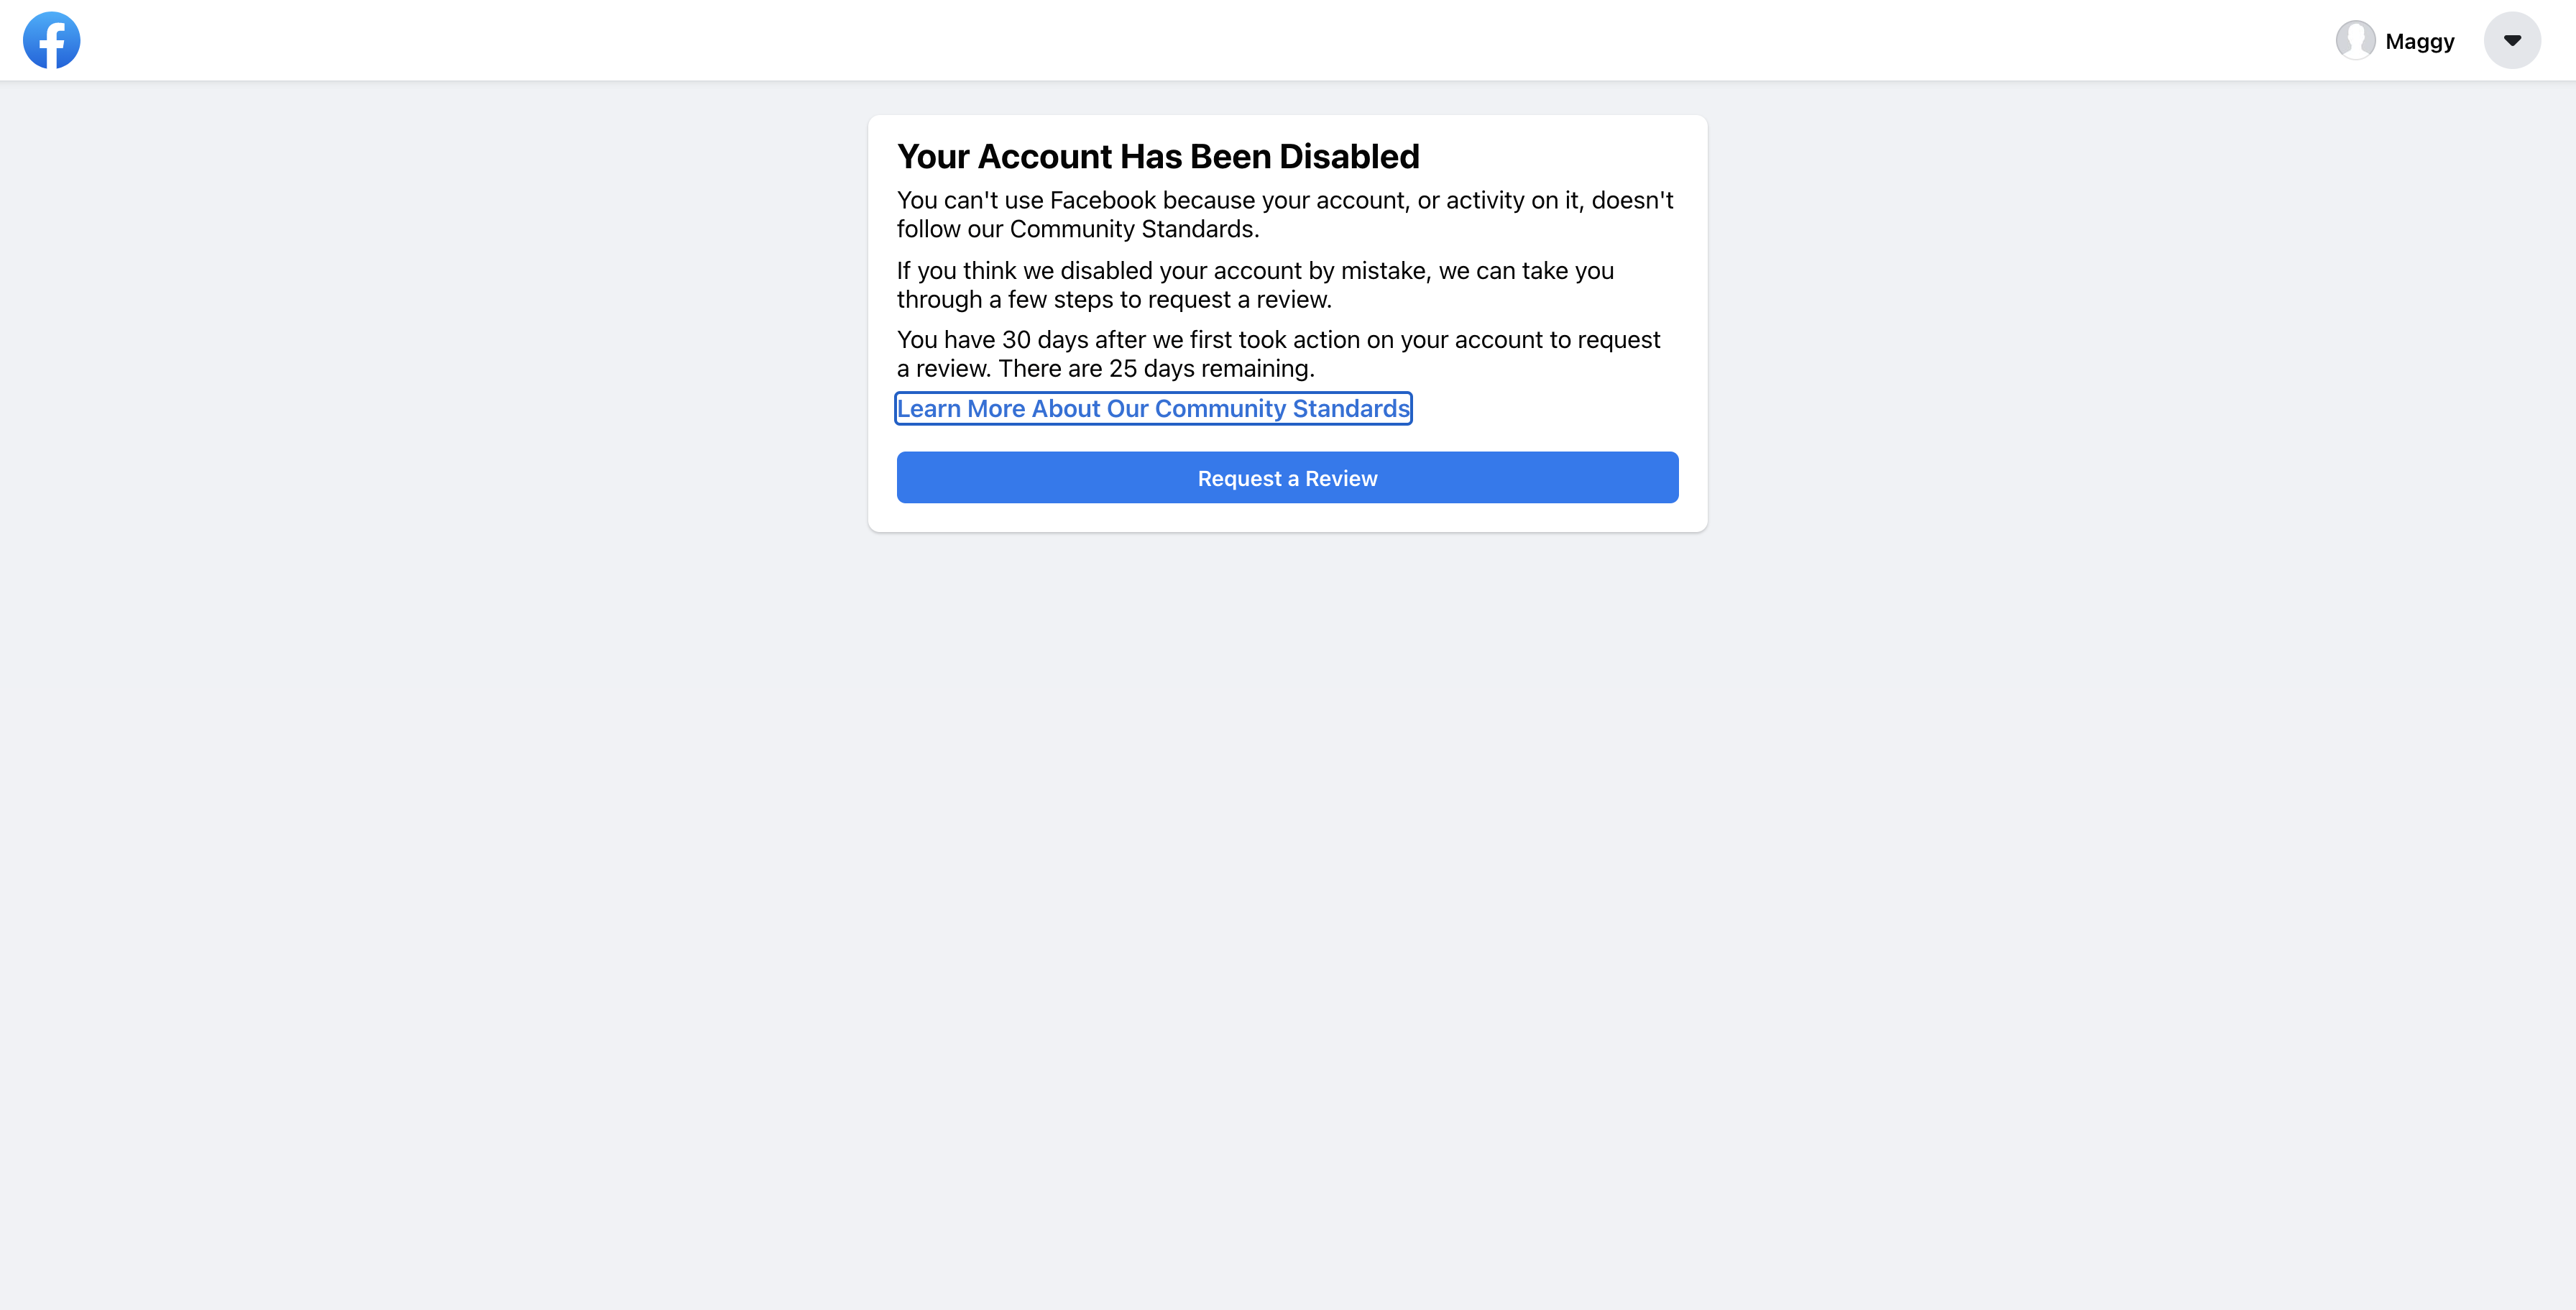 Maggy
Your Account Has Been Disabled
You can't use Facebook because your account, or activity on it, doesn't
follow our Community Standards.
If you think we disabled your account by mistake, we can take you
through a few steps to request a review.
You have 30 days after we first took action on your account to request
a review. There are 25 days remaining.
Learn More About Our Community Standards
Request a Review